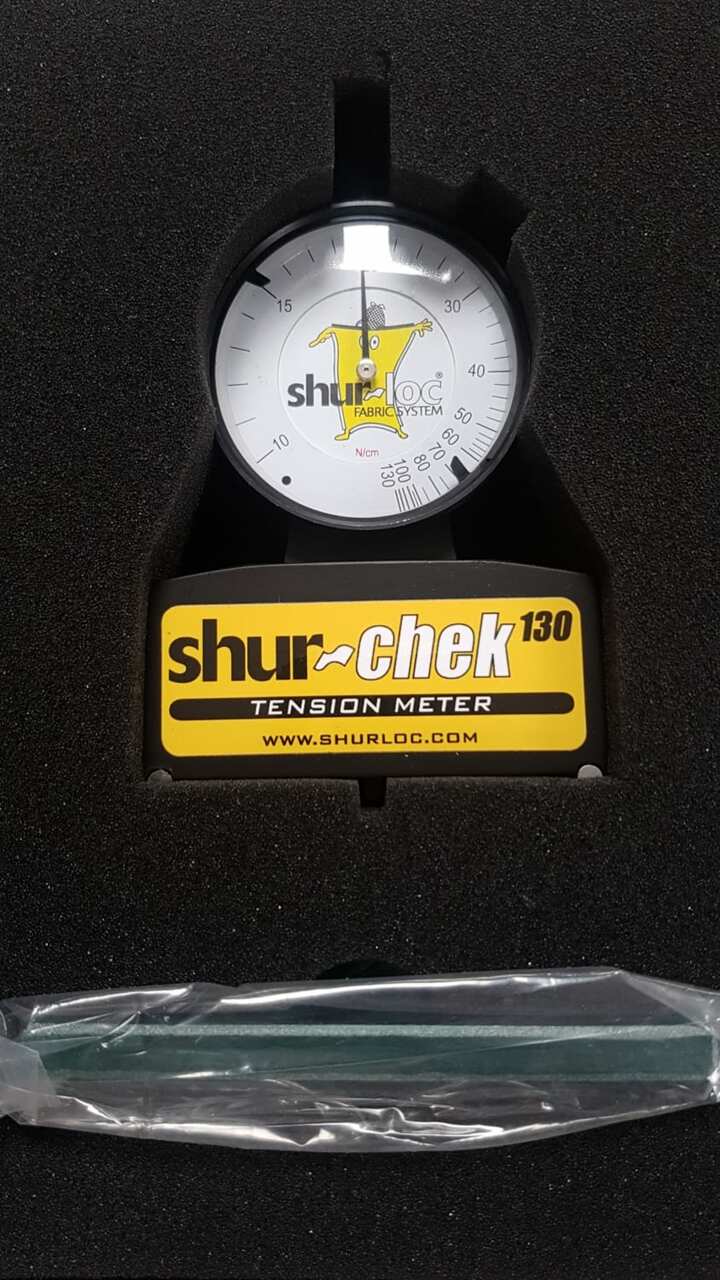 15
30
40
shur~loc®
FABRIC SYSTEM
50
10
60
N/cm
70
80
100
130
shur~chek 130
TENSION METER
WWW.SHURLOC.COM